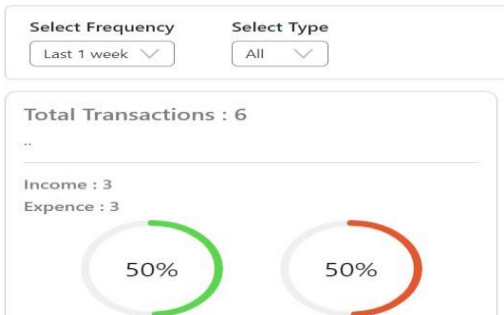 Select Frequency Select Type
Last 1 week All
Total Transactions : 6
..
Income : 3
Expence : 3
50% 50%